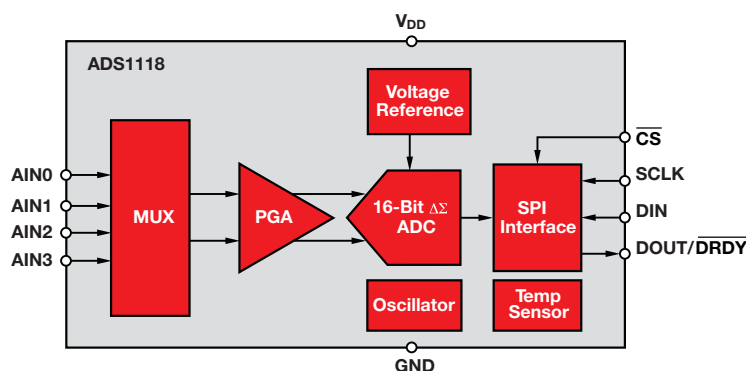 V_DD
ADS1118
Voltage
Reference
CS
AIN0
SCLK
AIN1
MUX
PGA
16-Bit ΔΣ
ADC
SPI
Interface
DIN
AIN2
DOUT/DRDY
AIN3
Oscillator
Temp
Sensor
GND